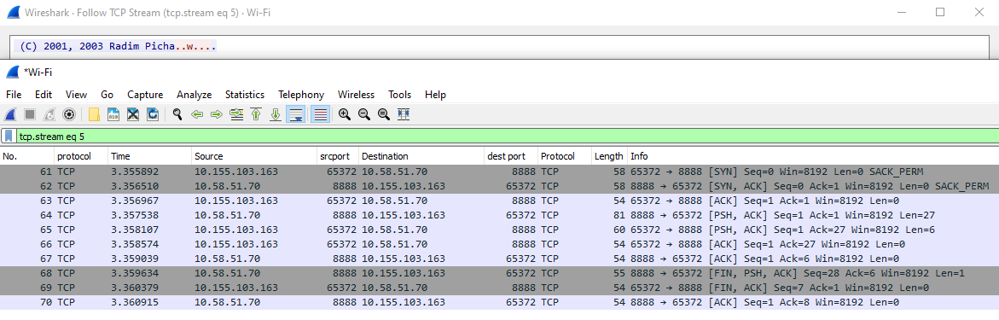 Wireshark · Follow TCP Stream (tcp.stream eq 5) · Wi-Fi
(C) 2001, 2003 Radim Picha..w....
*Wi-Fi
File Edit View Go Capture Analyze Statistics Telephony Wireless Tools Help
tcp.stream eq 5
No. protocol Time Source srcport Destination dest port Protocol Length Info
61 TCP 3.355892 10.155.103.163 65372 10.58.51.70 8888 TCP 58 65372 → 8888 [SYN] Seq=0 Win=8192 Len=0 SACK_PERM
62 TCP 3.356510 10.58.51.70 8888 10.155.103.163 65372 TCP 58 8888 → 65372 [SYN, ACK] Seq=0 Ack=1 Win=8192 Len=0 SACK_PERM
63 TCP 3.356967 10.155.103.163 65372 10.58.51.70 8888 TCP 54 65372 → 8888 [ACK] Seq=1 Ack=1 Win=8192 Len=0
64 TCP 3.357538 10.58.51.70 8888 10.155.103.163 65372 TCP 81 8888 → 65372 [PSH, ACK] Seq=1 Ack=1 Win=8192 Len=27
65 TCP 3.358107 10.155.103.163 65372 10.58.51.70 8888 TCP 60 65372 → 8888 [PSH, ACK] Seq=1 Ack=27 Win=8192 Len=6
66 TCP 3.358574 10.155.103.163 65372 10.58.51.70 8888 TCP 54 65372 → 8888 [ACK] Seq=1 Ack=27 Win=8192 Len=0
67 TCP 3.359039 10.58.51.70 8888 10.155.103.163 65372 TCP 54 8888 → 65372 [ACK] Seq=1 Ack=6 Win=8192 Len=0
68 TCP 3.359634 10.58.51.70 8888 10.155.103.163 65372 TCP 55 8888 → 65372 [FIN, PSH, ACK] Seq=28 Ack=6 Win=8192 Len=1
69 TCP 3.360379 10.155.103.163 65372 10.58.51.70 8888 TCP 54 65372 → 8888 [FIN, ACK] Seq=7 Ack=1 Win=8192 Len=0
70 TCP 3.360915 10.58.51.70 8888 10.155.103.163 65372 TCP 54 8888 → 65372 [ACK] Seq=1 Ack=8 Win=8192 Len=0